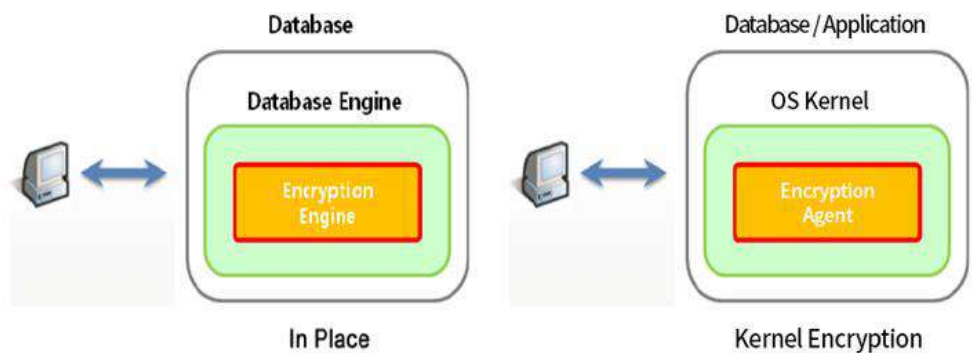 Database
Database Engine
Encryption
Engine
In Place
Database / Application
OS Kernel
Encryption
Agent
Kernel Encryption